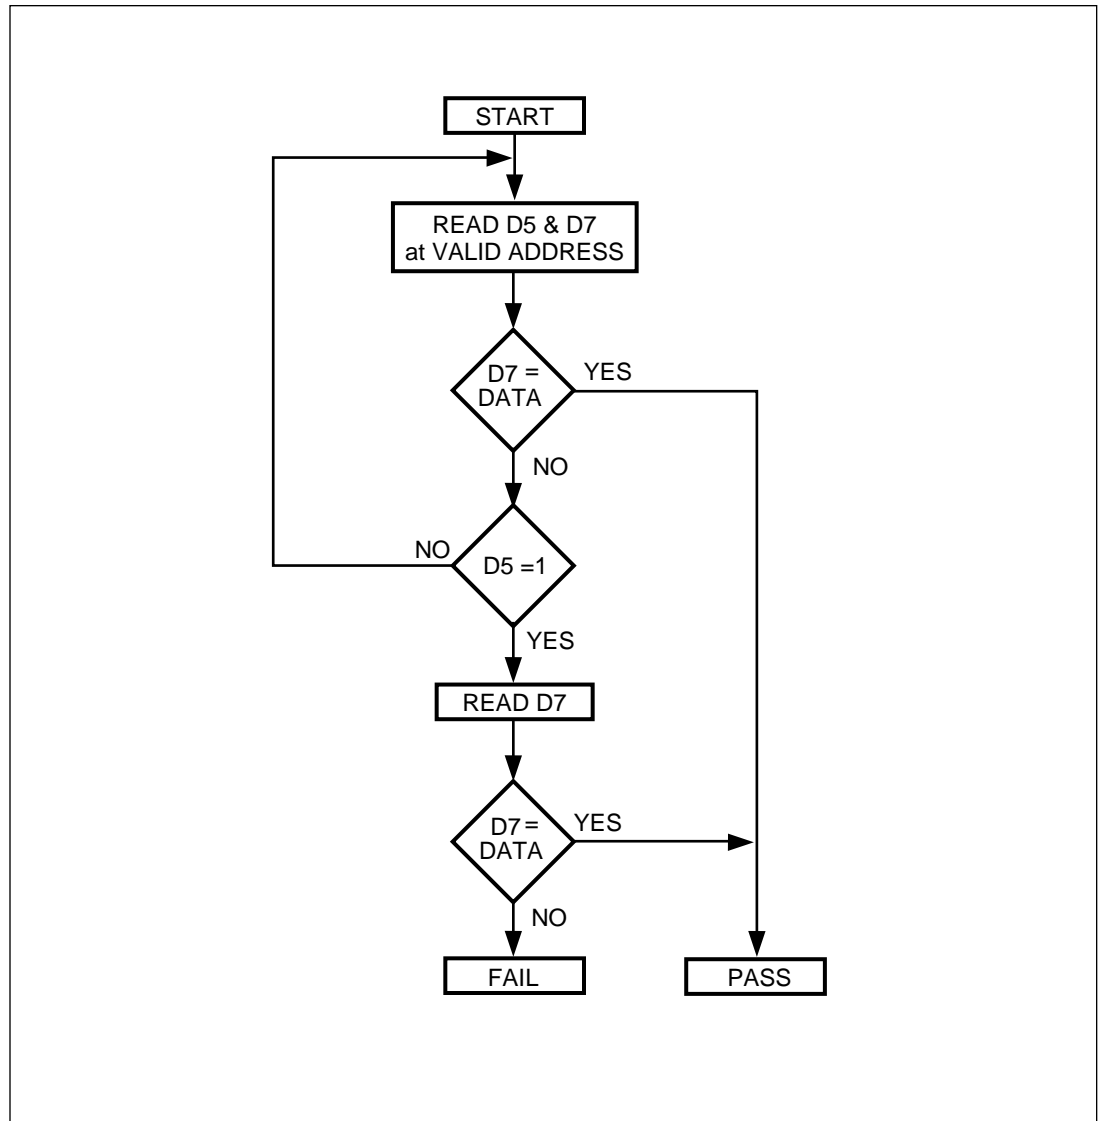 START
READ D5 & D7
at VALID ADDRESS
D7 =
DATA
YES
NO
D5 =1
NO
YES
READ D7
D7 =
DATA
YES
NO
FAIL
PASS